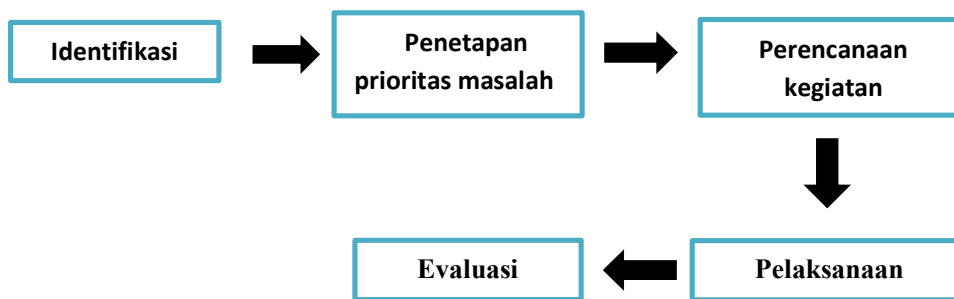 Identifikasi
Penetapan
prioritas masalah
Perencanaan
kegiatan
Pelaksanaan
Evaluasi